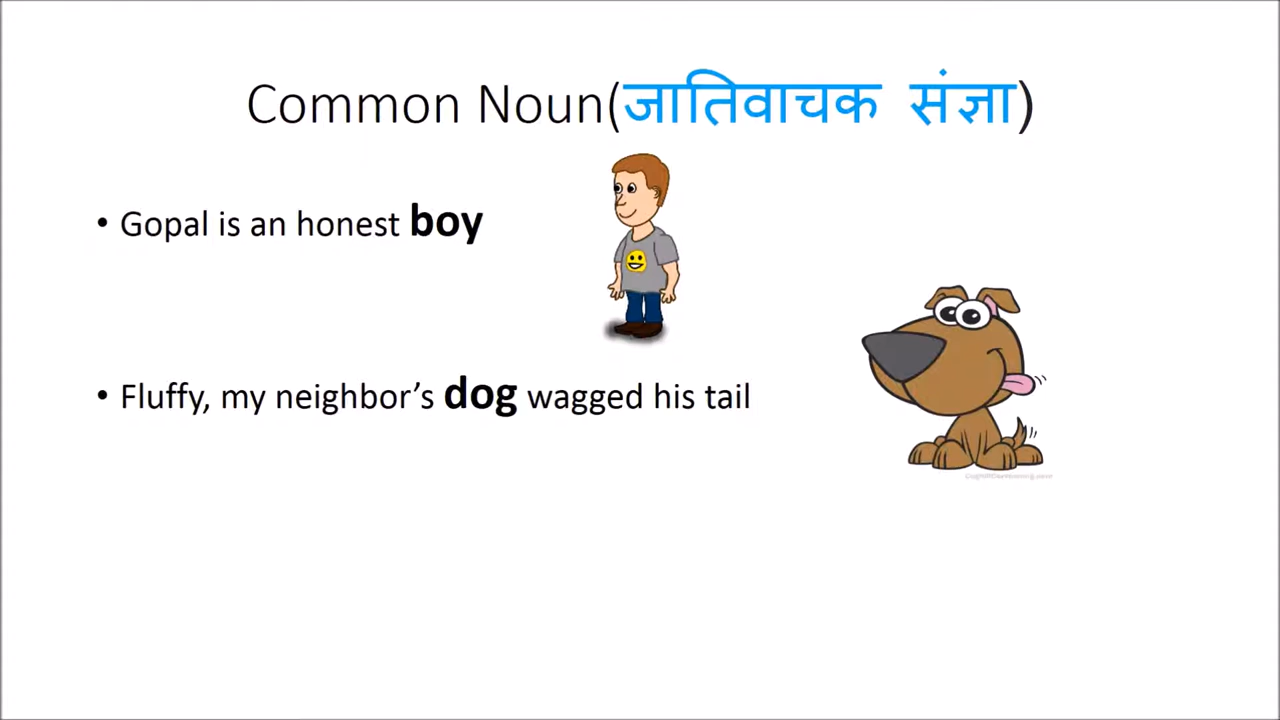 Common Noun(जातिवाचक संज्ञा)
• Gopal is an honest boy
• Fluffy, my neighbor's dog wagged his tail